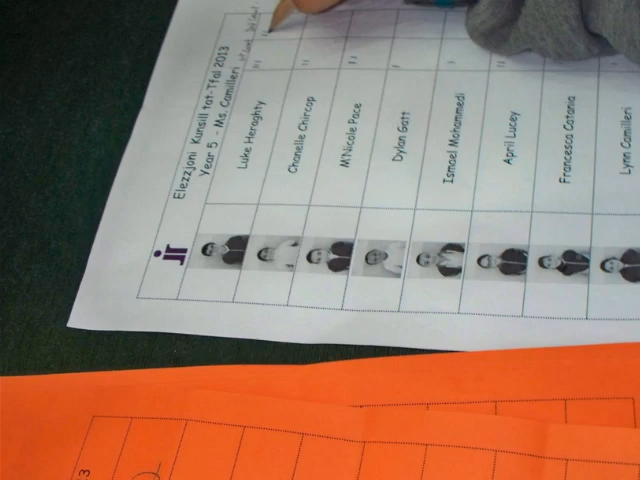 Elezzjoni Kunsill tat-Tfal 2013
Year 5 - Ms. Camilleri
Luke Heraghty
Chanelle Chircop
M'Nicole Pace
Dylan Gatt
Ismael Mohammedi
April Lucey
Francesca Catania
Lynn Camilleri